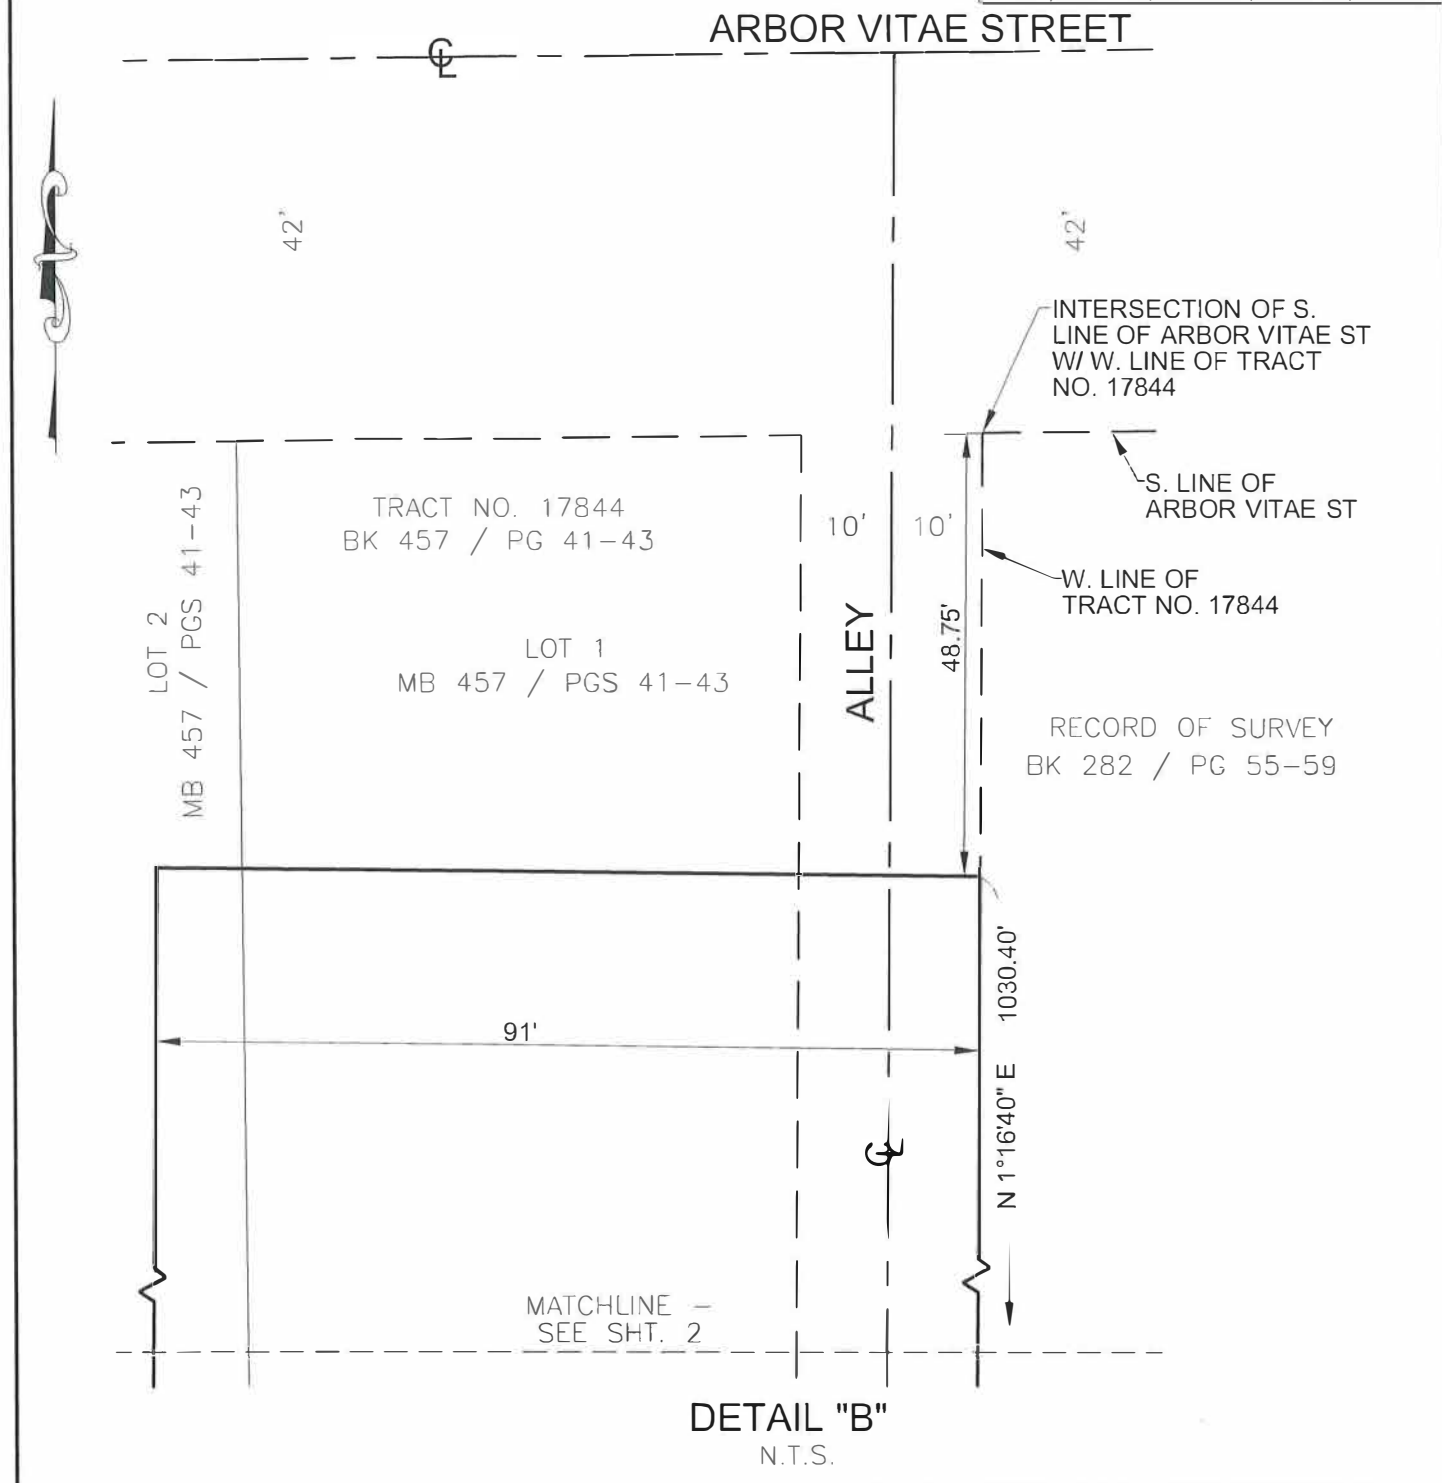 ARBOR VITAE STREET
CL
42'
42'
INTERSECTION OF S.
LINE OF ARBOR VITAE ST
W/ W. LINE OF TRACT
NO. 17844
S. LINE OF
ARBOR VITAE ST
TRACT NO. 17844
BK 457 / PG 41-43
10'
10'
W. LINE OF
TRACT NO. 17844
LOT 2
MB 457 / PGS 41-43
LOT 1
MB 457 / PGS 41-43
ALLEY
48.75'
RECORD OF SURVEY
BK 282 / PG 55-59
91'
N 1°16'40" E 1030.40'
CL
MATCHLINE -
SEE SHT. 2
DETAIL "B"
N.T.S.